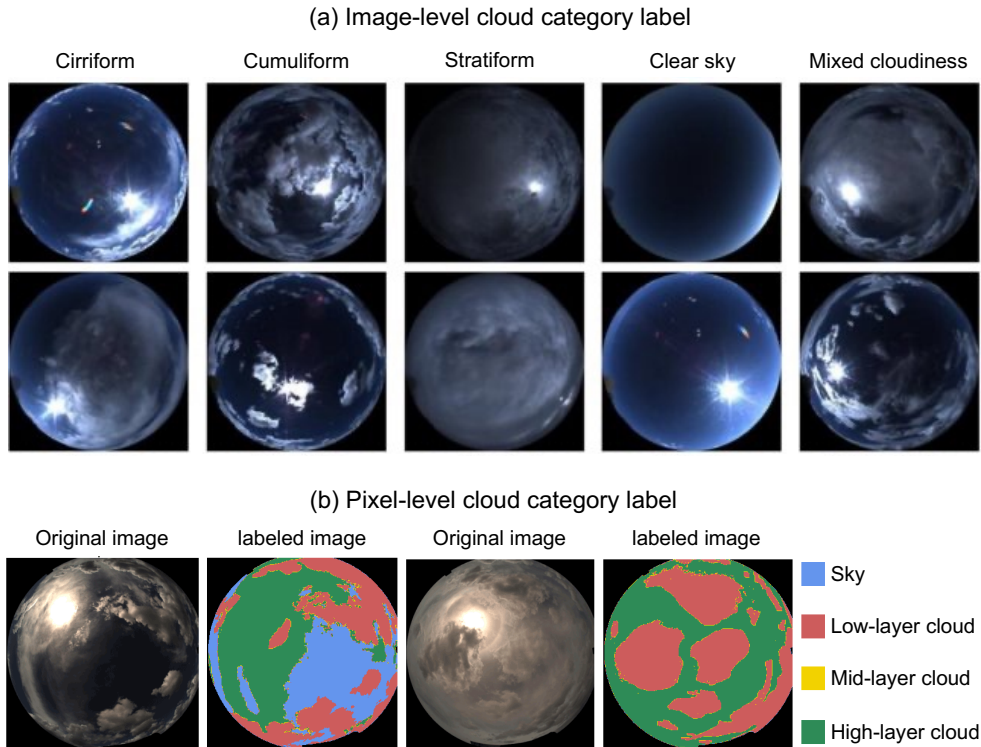 (a) Image-level cloud category label
Cirriform Cumuliform Stratiform Clear sky Mixed cloudiness
(b) Pixel-level cloud category label
Original image labeled image Original image labeled image
Sky
Low-layer cloud
Mid-layer cloud
High-layer cloud